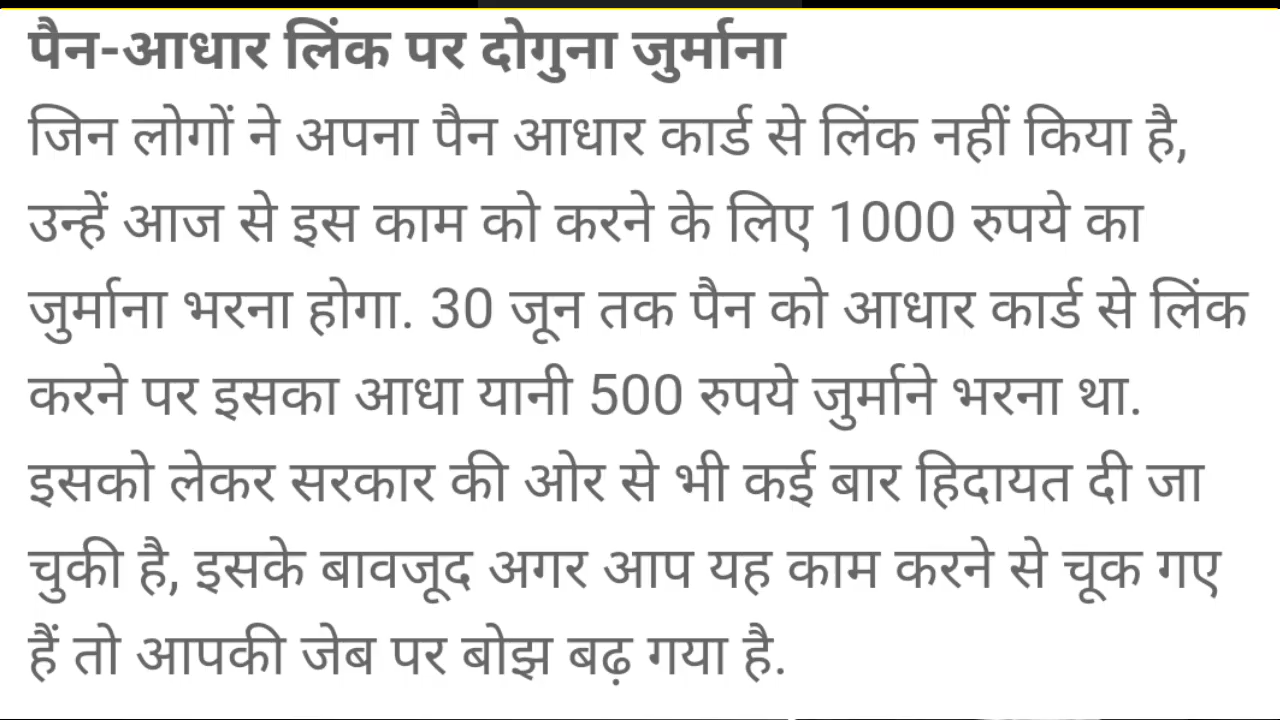 पैन-आधार लिंक पर दोगुना जुर्माना
जिन लोगों ने अपना पैन आधार कार्ड से लिंक नहीं किया है,
उन्हें आज से इस काम को करने के लिए 1000 रुपये का
जुर्माना भरना होगा. 30 जून तक पैन को आधार कार्ड से लिंक
करने पर इसका आधा यानी 500 रुपये जुर्माने भरना था.
इसको लेकर सरकार की ओर से भी कई बार हिदायत दी जा
चुकी है, इसके बावजूद अगर आप यह काम करने से चूक गए
हैं तो आपकी जेब पर बोझ बढ़ गया है.